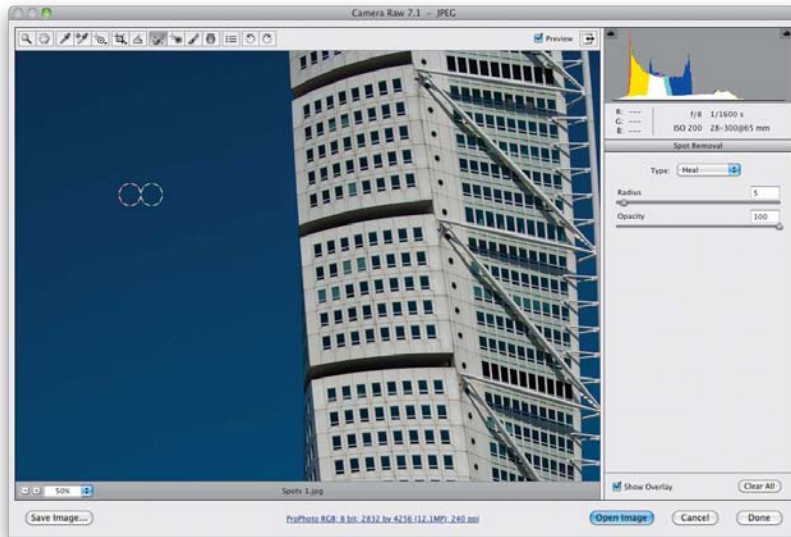 Camera Raw 7.1 - JPEG
Preview
R: ---
G: ---
B: ---
f/8 1/1600 s
ISO 200 28-300@65 mm
Spot Removal
Type: Heal
Radius 5
Opacity 100
50%
Spots 1.jpg
Show Overlay
Clear All
Save Image...
ProPhoto RGB; 8 bit; 2832 by 4256 (12.1MP); 240 ppi
Open Image
Cancel
Done